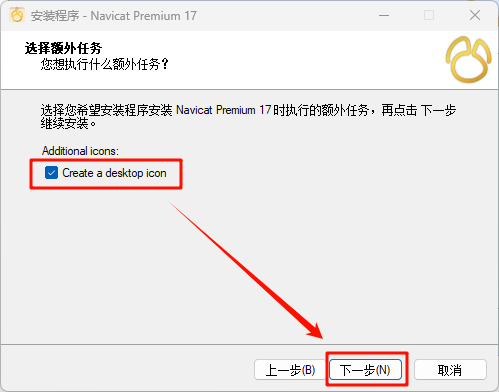 安装程序 - Navicat Premium 17
选择额外任务
您想执行什么额外任务？
选择您希望安装程序安装 Navicat Premium 17 时执行的额外任务，再点击 下一步
继续安装。
Additional icons:
Create a desktop icon
上一步(B) 下一步(N) 取消